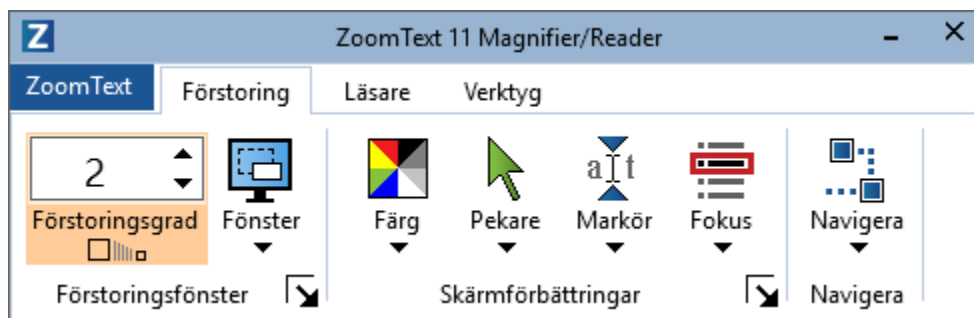 Z ZoomText 11 Magnifier/Reader
ZoomText Förstoring Läsare Verktyg
2
a t
Förstoringsgrad Fönster Färg Pekare Markör Fokus Navigera
Förstoringsfönster Skärmförbättringar Navigera